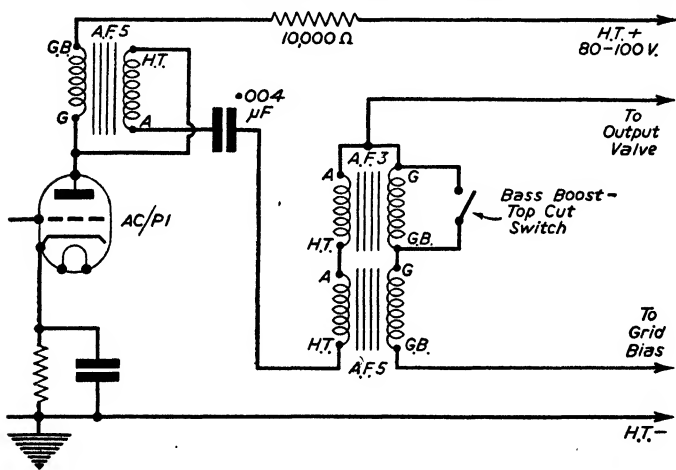 A.F.5
G.B.
H.T.
G
A
10,000 Ω
H.T.+
80–100 V.
.004
µF
To
Output
Valve
A.F.3
A
G
H.T.
G.B.
Bass Boost –
Top Cut
Switch
AC/P1
A
G
H.T.
G.B.
A.F.5
To
Grid
Bias
H.T.–